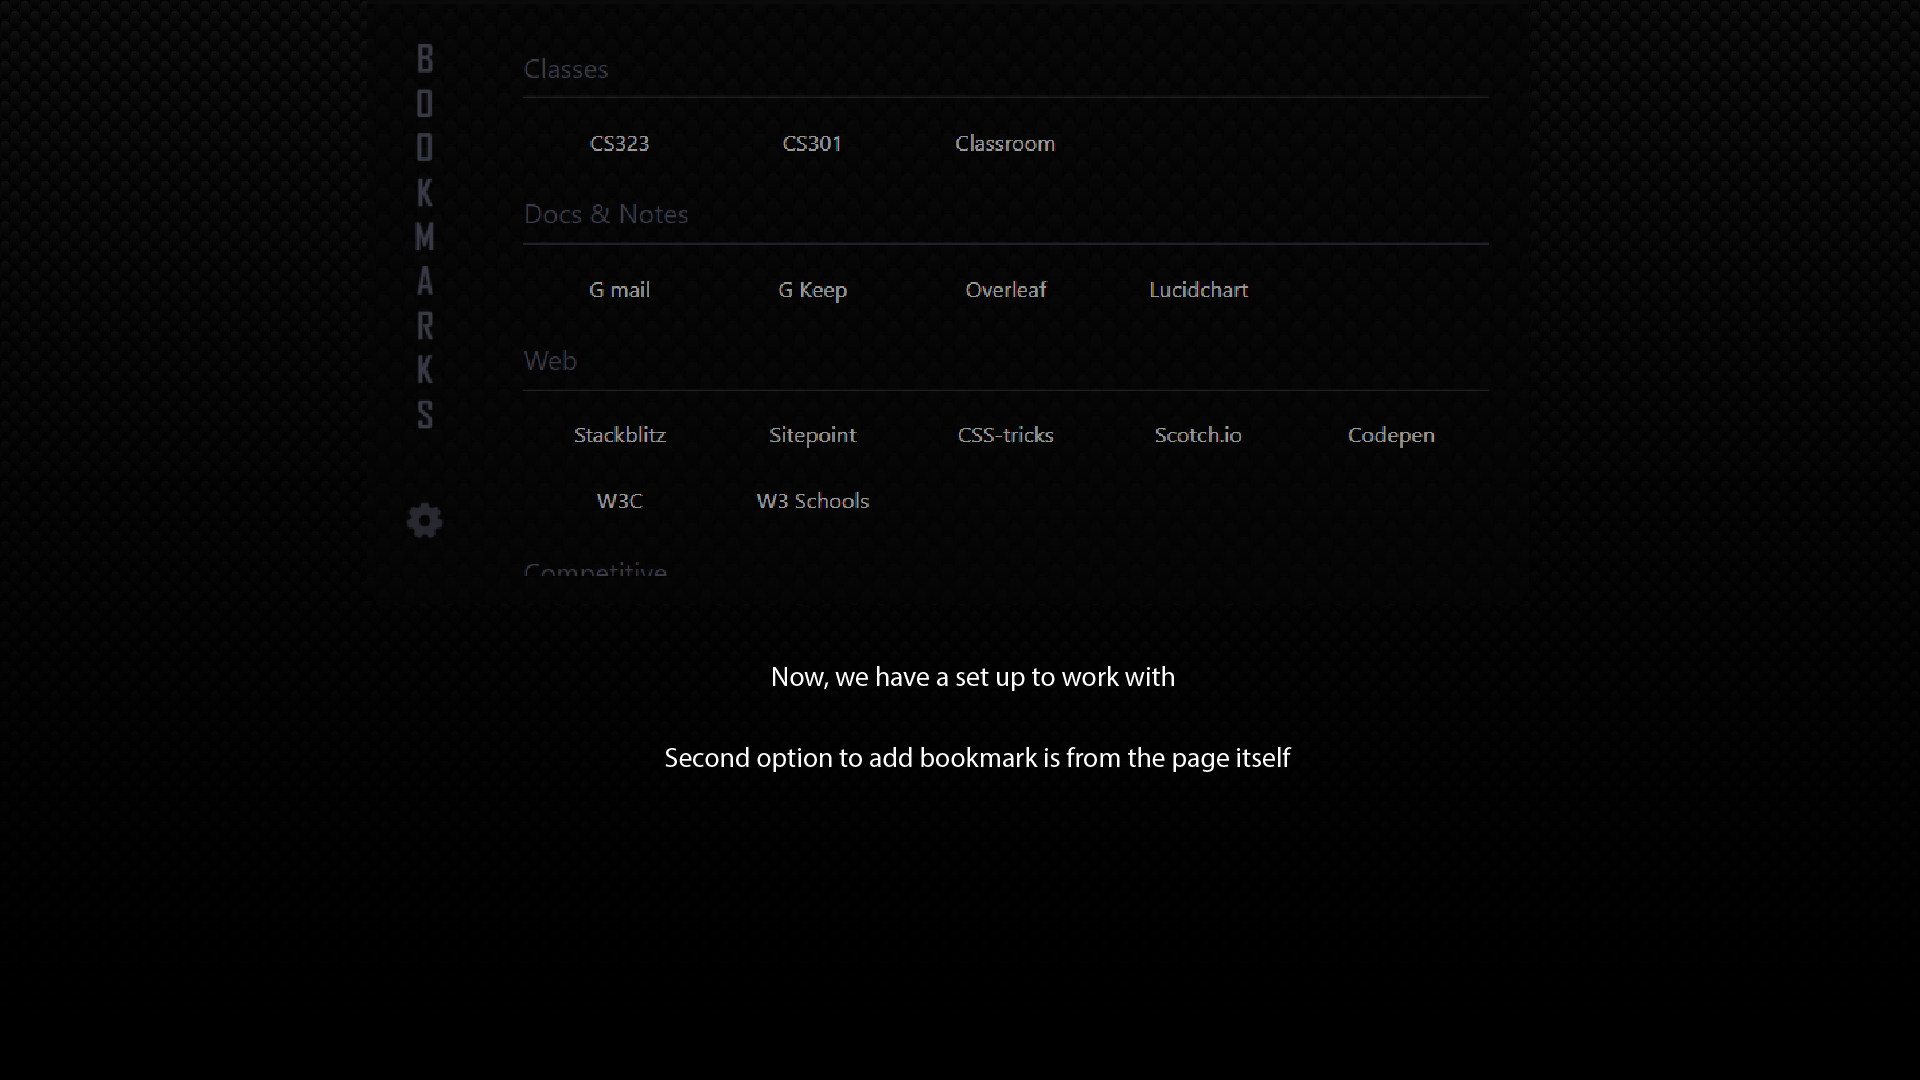 BOOKMARKS
Classes
CS323 CS301 Classroom
Docs & Notes
G mail G Keep Overleaf Lucidchart
Web
Stackblitz Sitepoint CSS-tricks Scotch.io Codepen
W3C W3 Schools
Competitive
Now, we have a set up to work with
Second option to add bookmark is from the page itself